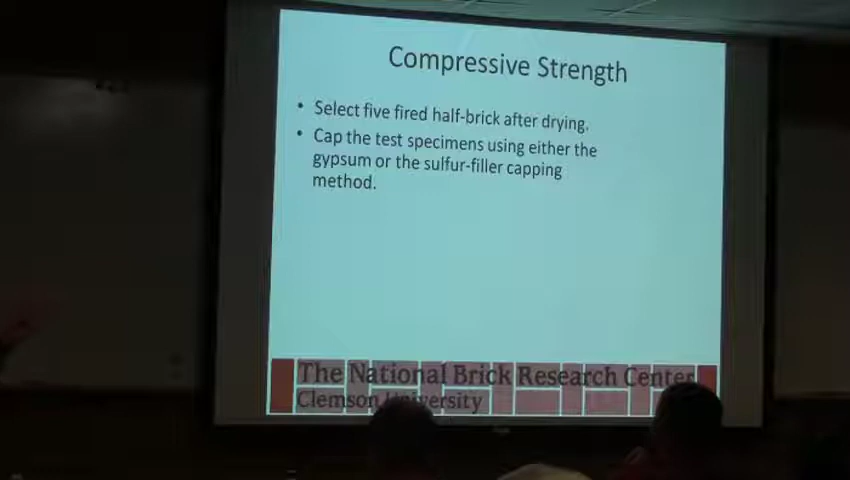 Compressive Strength
• Select five fired half-brick after drying.
• Cap the test specimens using either the
gypsum or the sulfur-filler capping
method.
The National Brick Research Center
Clemson University